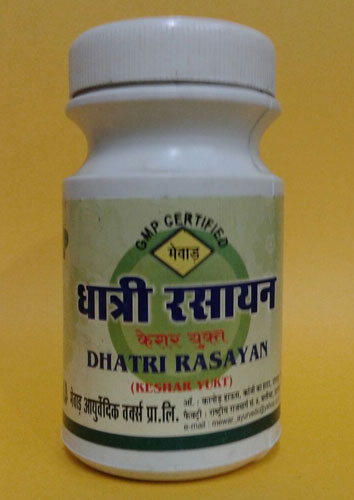 GMP CERTIFIED
मेवाड़
धात्री रसायन
केशर युक्त
DHATRI RASAYAN
(KESHAR YUKT)
मेवाड़ आयुर्वेदिक वर्क्स प्रा.लि.